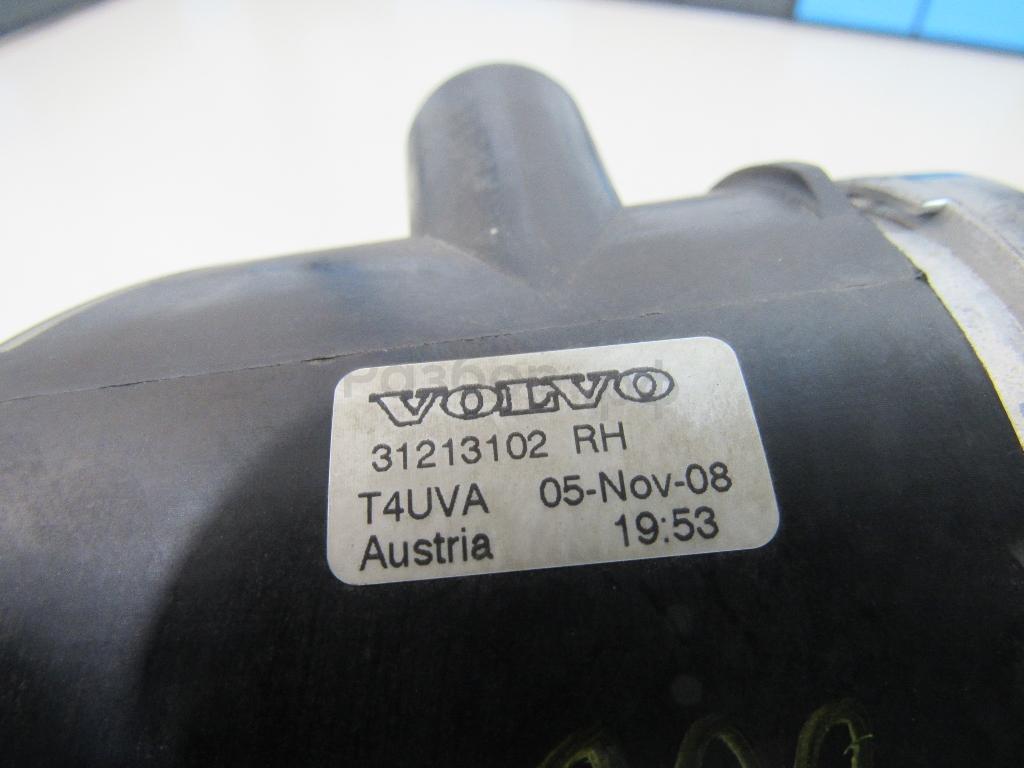 VOLVO
31213102 RH
T4UVA 05-Nov-08
Austria 19:53